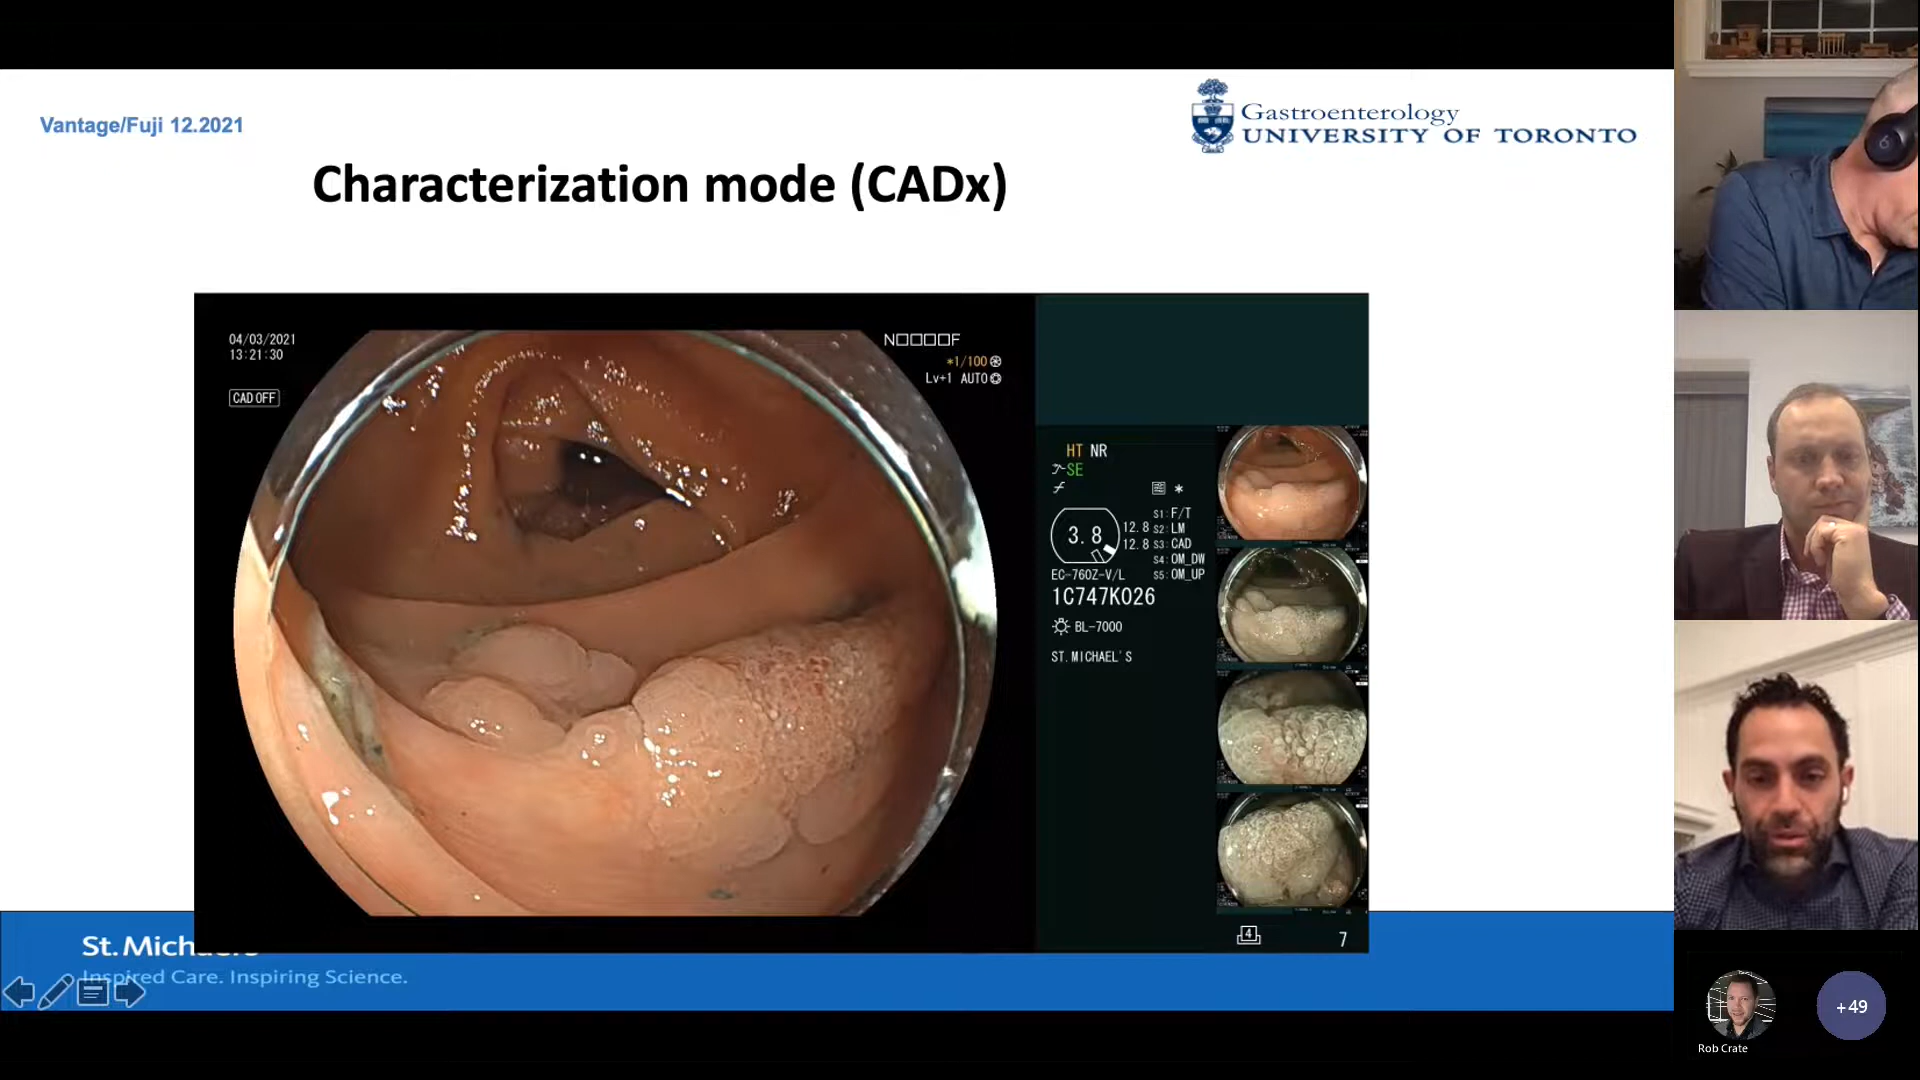 Vantage/Fuji 12.2021
Gastroenterology
UNIVERSITY OF TORONTO
Characterization mode (CADx)
04/03/2021
13:21:30
CAD OFF
N□□□□F
*1/100
Lv+1 AUTO
HT NR
SE
S1: F/T
12.8 S2: LM
3.8
12.8 S3: CAD
S4: OM_DW
EC-760Z-V/L S5: OM_UP
1C747K026
BL-7000
ST.MICHAEL'S
4
7
St. Michael's
Inspired Care. Inspiring Science.
+49
Rob Crate